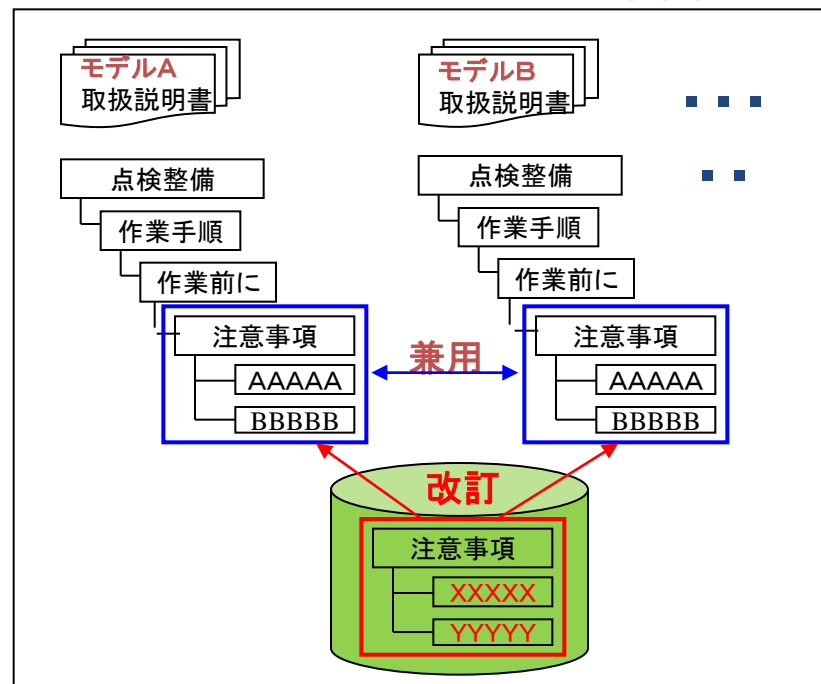 モデルA
取扱説明書
点検整備
作業手順
作業前に
注意事項
AAAAA
BBBBB
モデルB
取扱説明書
点検整備
作業手順
作業前に
注意事項
AAAAA
BBBBB
兼用
改訂
注意事項
XXXXX
YYYYY